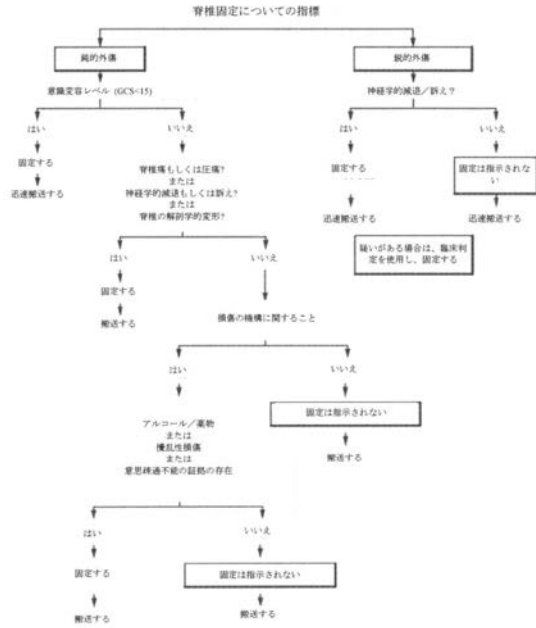 脊椎固定についての指標
鈍的外傷
鋭的外傷
意識変容レベル (GCS<15)
神経学的減退／訴え？
はい
いいえ
はい
いいえ
固定する
迅速搬送する
脊椎痛もしくは圧痛?
または
神経学的減退もしくは訴え?
または
脊椎の解剖学的変形?
固定する
固定は指示されな
い
迅速搬送する
迅速搬送する
疑いがある場合は、臨床判
定を使用し、固定する
はい
いいえ
固定する
搬送する
損傷の機構に関すること
はい
いいえ
アルコール／薬物
または
擾乱性損傷
または
意思疎通不能の証拠の存在
固定は指示されない
搬送する
はい
いいえ
固定する
固定は指示されない
搬送する
搬送する